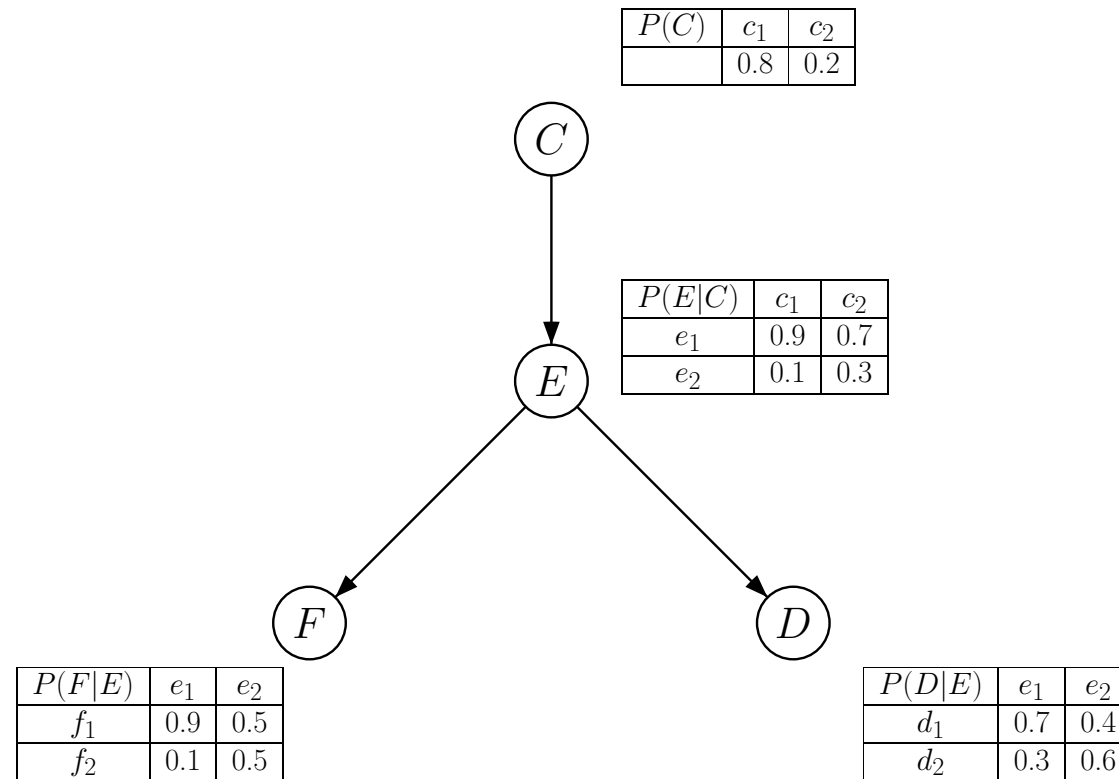 P(C) c₁ c₂
0.8 0.2
C
P(E|C) c₁ c₂
e₁ 0.9 0.7
e₂ 0.1 0.3
E
F
D
P(F|E) e₁ e₂
f₁ 0.9 0.5
f₂ 0.1 0.5
P(D|E) e₁ e₂
d₁ 0.7 0.4
d₂ 0.3 0.6